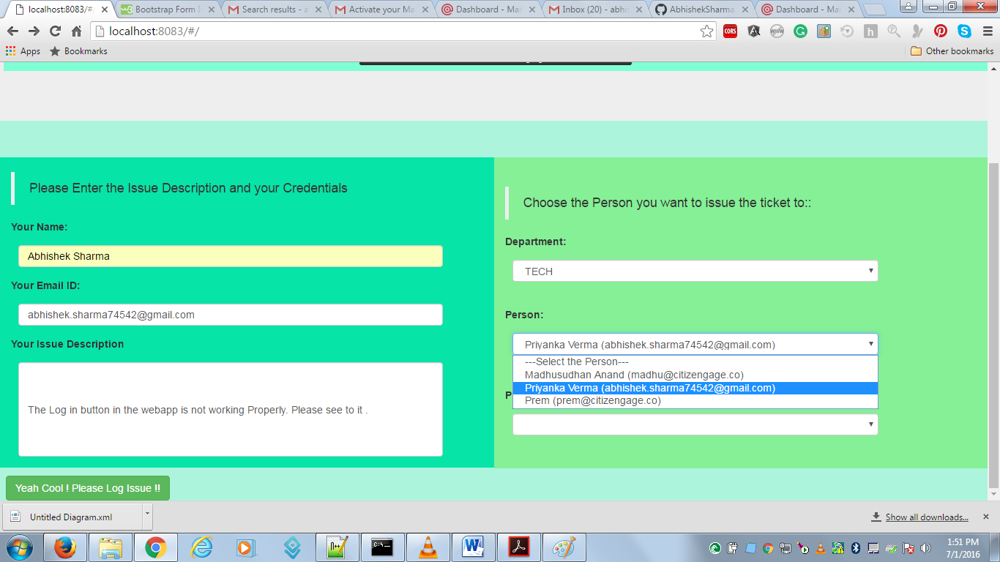 localhost:8083/#/
Bootstrap Form In
Search results - a
Activate your Ma
Dashboard - Mai
Inbox (20) - abhis
AbhishekSharma
Dashboard - Mai
localhost:8083/#/
CORS
Apps
Bookmarks
Other bookmarks
Please Enter the Issue Description and your Credentials
Your Name:
Abhishek Sharma
Your Email ID:
abhishek.sharma74542@gmail.com
Your Issue Description
The Log in button in the webapp is not working Properly. Please see to it .
Choose the Person you want to issue the ticket to::
Department:
TECH
Person:
Priyanka Verma (abhishek.sharma74542@gmail.com)
---Select the Person---
Madhusudhan Anand (madhu@citizengage.co)
Priyanka Verma (abhishek.sharma74542@gmail.com)
Prem (prem@citizengage.co)
P
Yeah Cool ! Please Log Issue !!
Untitled Diagram.xml
Show all downloads...
1:51 PM
7/1/2016